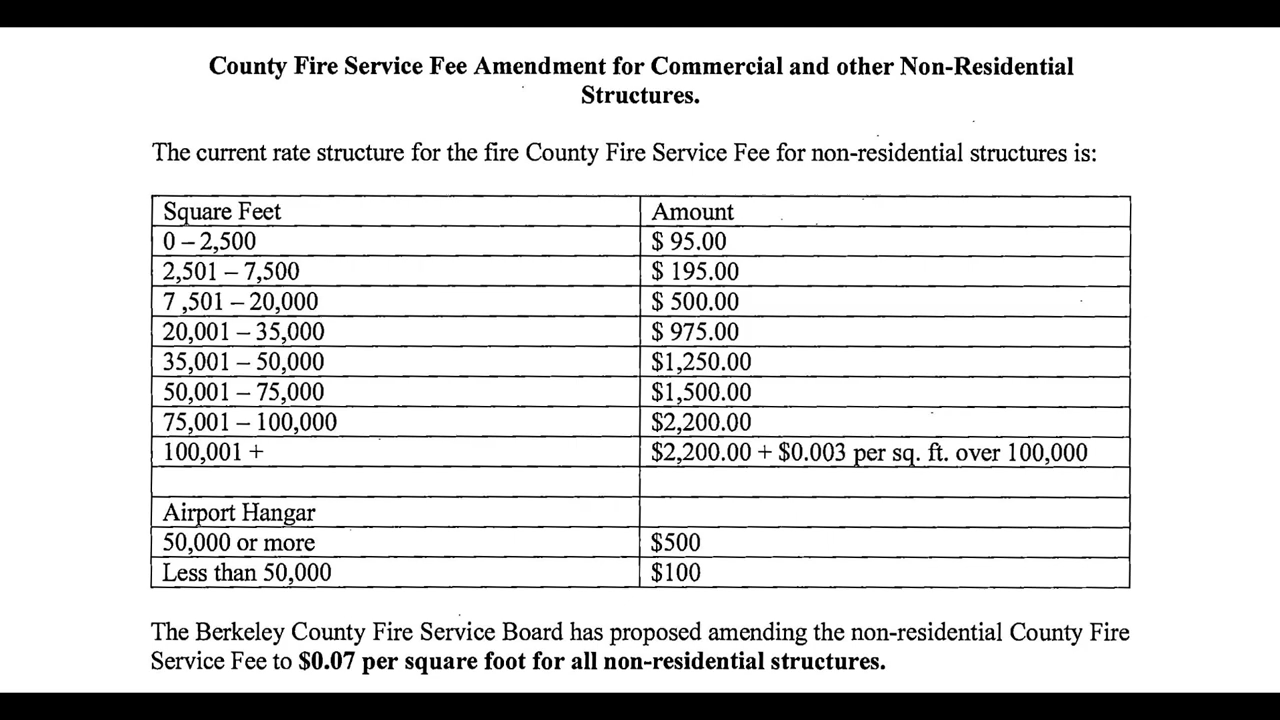 County Fire Service Fee Amendment for Commercial and other Non-Residential
Structures.
The current rate structure for the fire County Fire Service Fee for non-residential structures is:
Square Feet Amount
0 – 2,500 $ 95.00
2,501 – 7,500 $ 195.00
7 ,501 – 20,000 $ 500.00
20,001 – 35,000 $ 975.00
35,001 – 50,000 $1,250.00
50,001 – 75,000 $1,500.00
75,001 – 100,000 $2,200.00
100,001 + $2,200.00 + $0.003 per sq. ft. over 100,000
Airport Hangar
50,000 or more $500
Less than 50,000 $100
The Berkeley County Fire Service Board has proposed amending the non-residential County Fire
Service Fee to $0.07 per square foot for all non-residential structures.